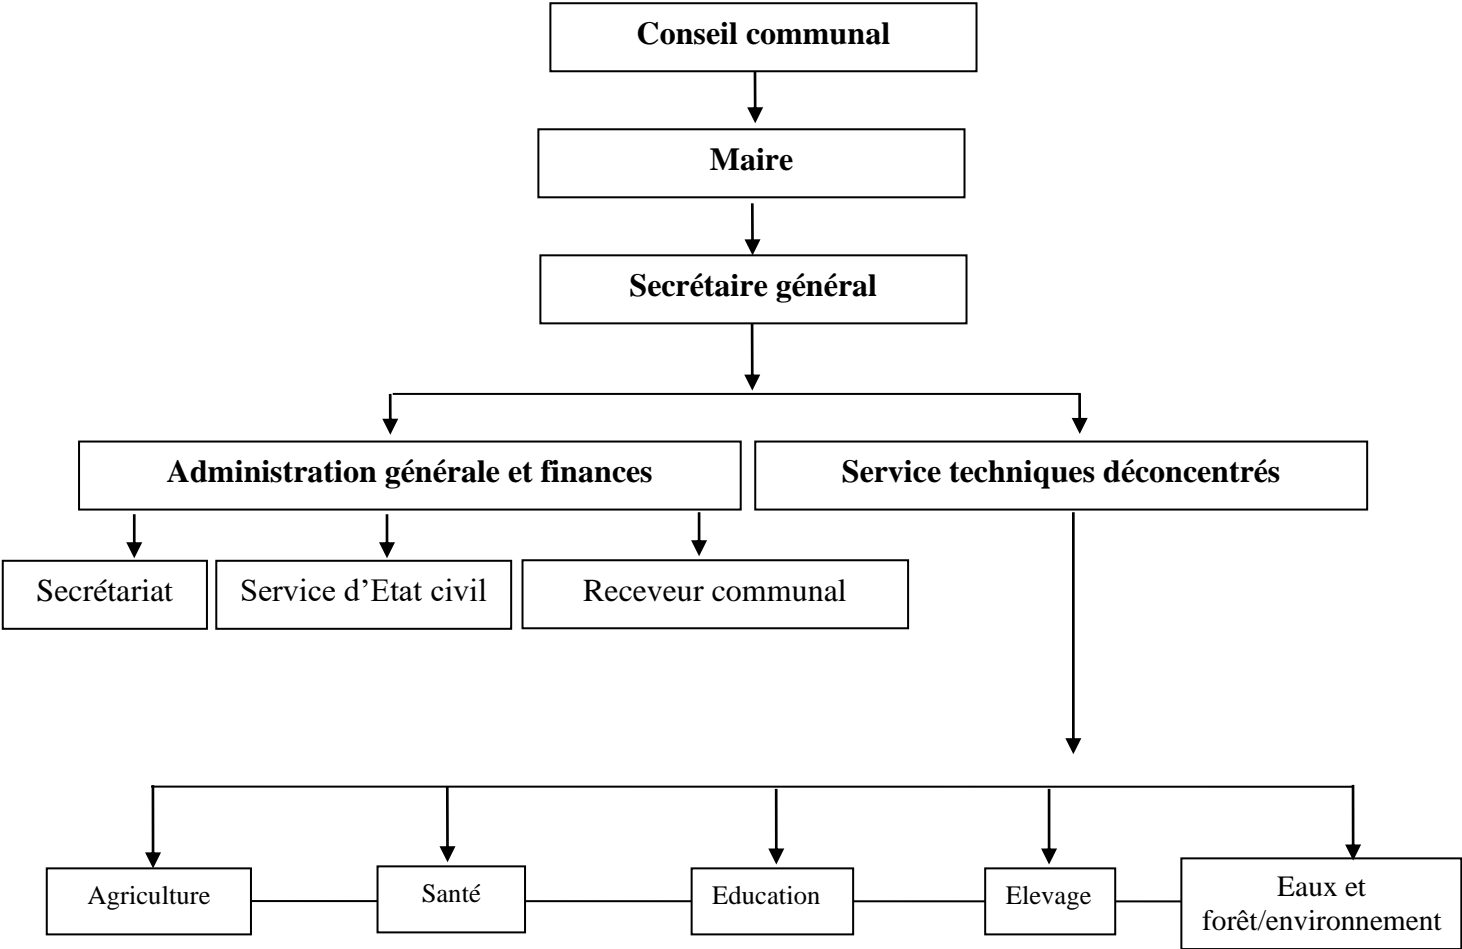 Conseil communal
Maire
Secrétaire général
Administration générale et finances
Service techniques déconcentrés
Secrétariat
Service d’Etat civil
Receveur communal
Agriculture
Santé
Education
Elevage
Eaux et
forêt/environnement